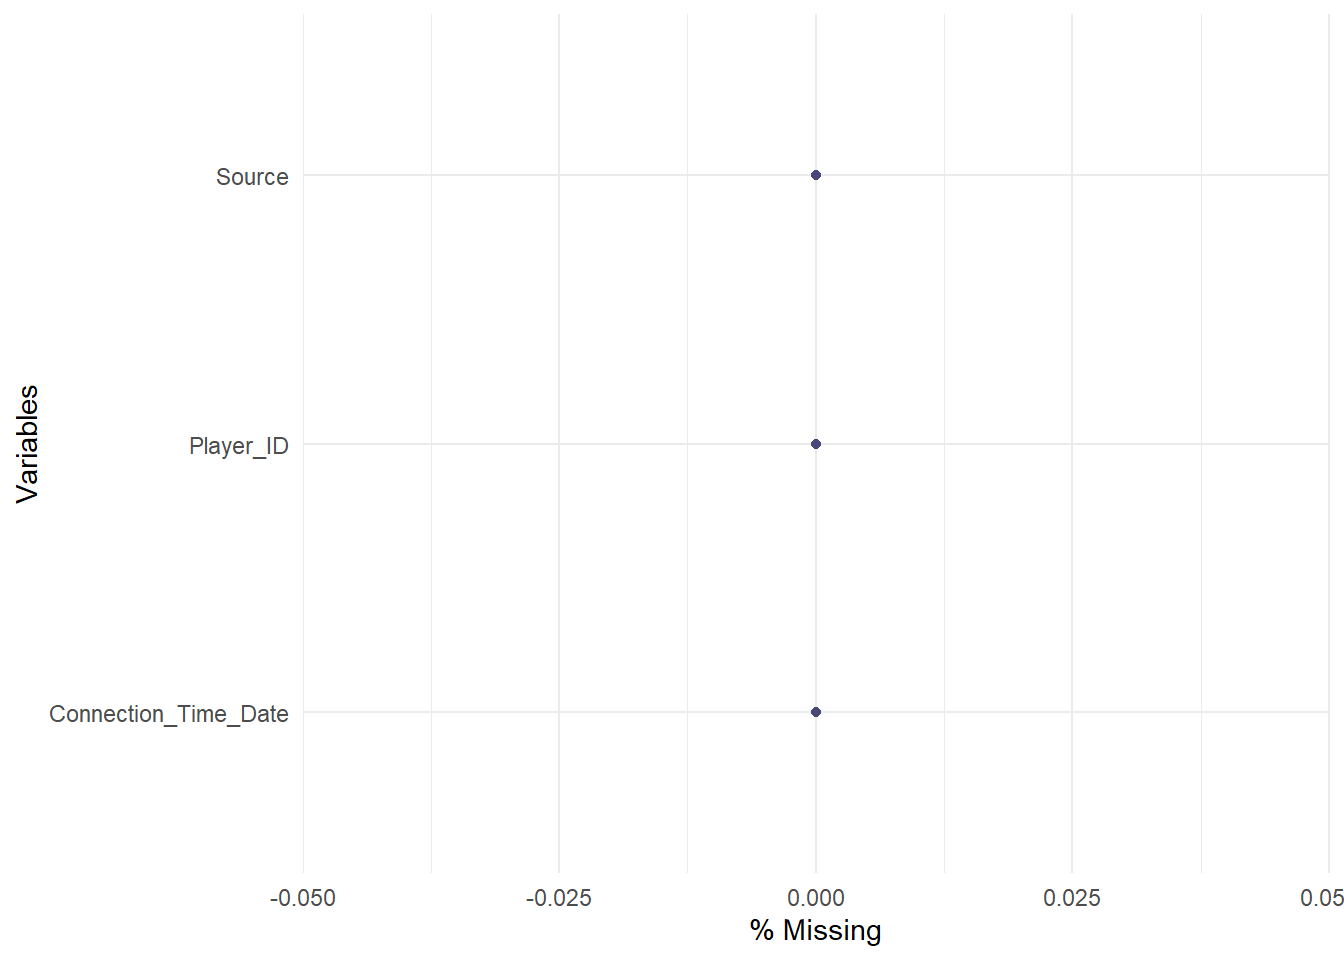 Source
Player_ID
Connection_Time_Date
Variables
-0.050
-0.025
0.000
0.025
0.05
% Missing